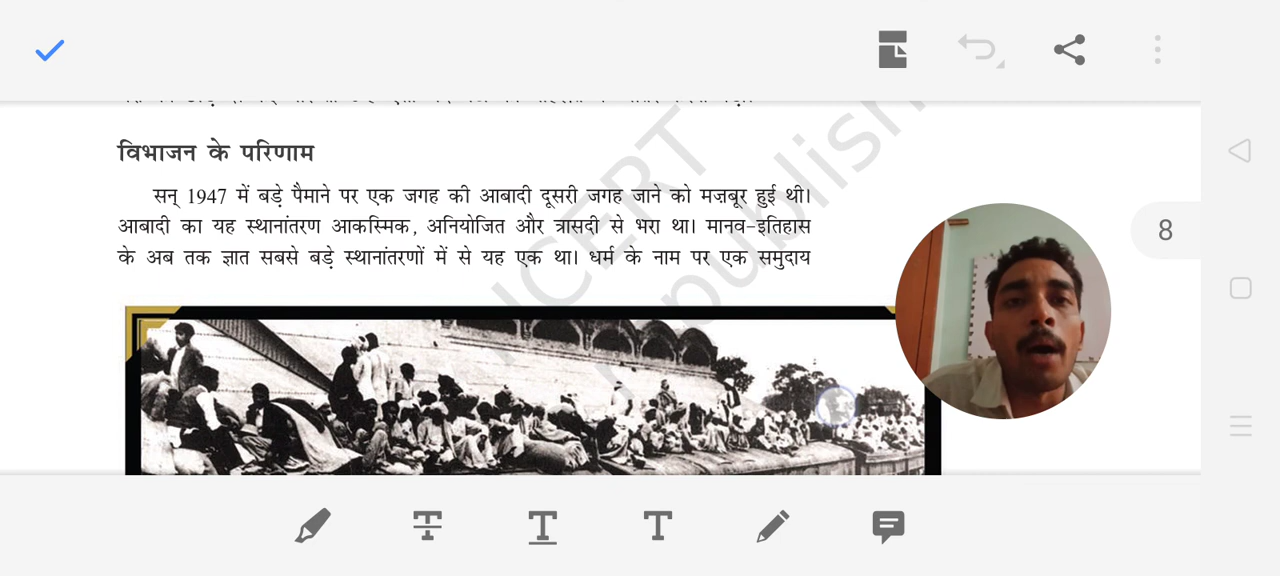 विभाजन के परिणाम
सन् 1947 में बड़े पैमाने पर एक जगह की आबादी दूसरी जगह जाने को मज़बूर हुई थी।
आबादी का यह स्थानांतरण आकस्मिक, अनियोजित और त्रासदी से भरा था। मानव-इतिहास
के अब तक ज्ञात सबसे बड़े स्थानांतरणों में से यह एक था। धर्म के नाम पर एक समुदाय
NCERT
publish
8